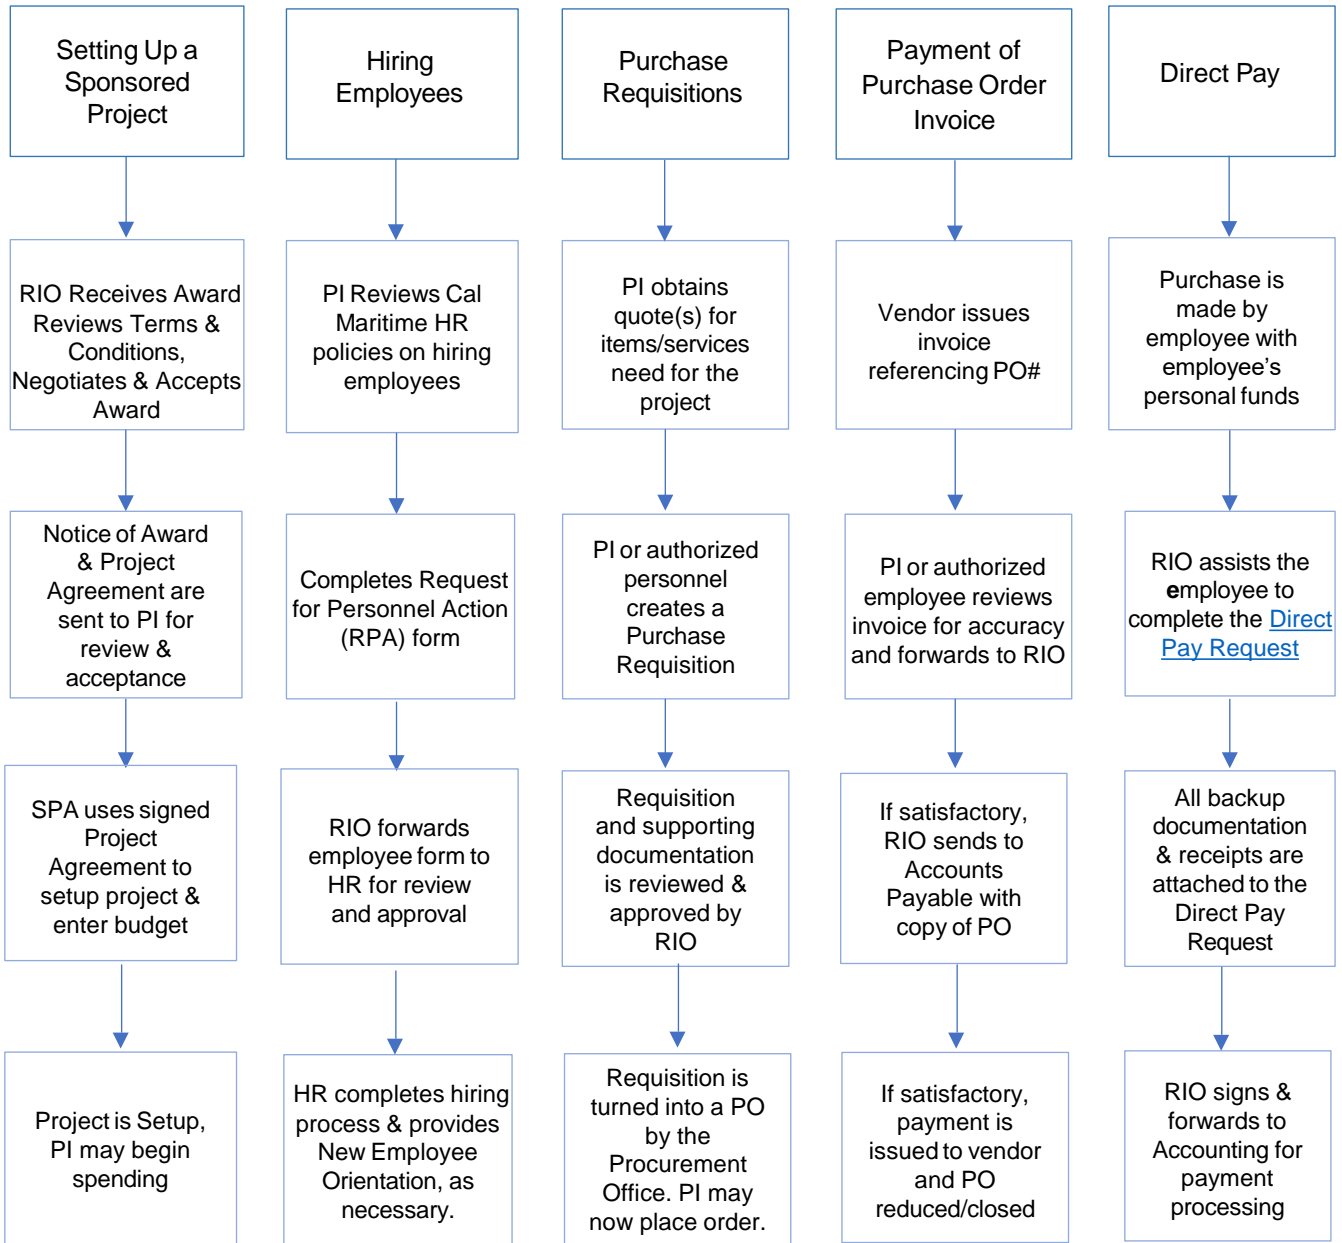 Setting Up a
Sponsored
Project
Hiring
Employees
Purchase
Requisitions
Payment of
Purchase Order
Invoice
Direct Pay
RIO Receives Award
Reviews Terms &
Conditions,
Negotiates & Accepts
Award
PI Reviews Cal
Maritime HR
policies on hiring
employees
PI obtains
quote(s) for
items/services
need for the
project
Vendor issues
invoice
referencing PO#
Purchase is
made by
employee with
employee’s
personal funds
Notice of Award
& Project
Agreement are
sent to PI for
review &
acceptance
Completes Request
for Personnel Action
(RPA) form
PI or authorized
personnel
creates a
Purchase
Requisition
PI or authorized
employee reviews
invoice for accuracy
and forwards to RIO
RIO assists the
employee to
complete the Direct
Pay Request
SPA uses signed
Project
Agreement to
setup project &
enter budget
RIO forwards
employee form to
HR for review
and approval
Requisition
and supporting
documentation
is reviewed &
approved by
RIO
If satisfactory,
RIO sends to
Accounts
Payable with
copy of PO
All backup
documentation
& receipts are
attached to the
Direct Pay
Request
Project is Setup,
PI may begin
spending
HR completes hiring
process & provides
New Employee
Orientation, as
necessary.
Requisition is
turned into a PO
by the
Procurement
Office. PI may
now place order.
If satisfactory,
payment is
issued to vendor
and PO
reduced/closed
RIO signs &
forwards to
Accounting for
payment
processing